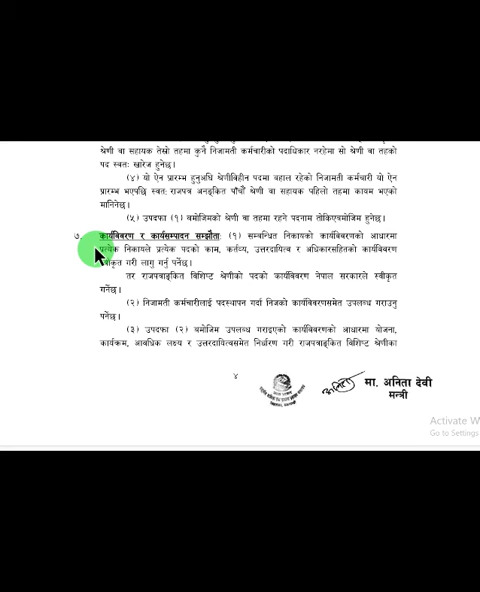 श्रेणी वा सहायक तेस्रो तहमा कुनै निजामती कर्मचारीको पदाधिकार नरहेमा सो श्रेणी वा तहको
पद स्वतः खारेज हुनेछ।
(४) यो ऐन प्रारम्भ हुनुअघि श्रेणीविहीन पदमा बहाल रहेको निजामती कर्मचारी यो ऐन
प्रारम्भ भएपछि स्वतः राजपत्र अनङ्कित पाँचौँ श्रेणी वा सहायक पहिलो तहमा कायम भएको
मानिनेछ।
(५) उपदफा (१) बमोजिमको श्रेणी वा तहमा रहने पदनाम तोकिएबमोजिम हुनेछ।
७. कार्यविवरण र कार्यसम्पादन सम्झौताः (१) सम्बन्धित निकायको कार्यविवरणको आधारमा
प्रत्येक निकायले प्रत्येक पदको काम, कर्तव्य, उत्तरदायित्व र अधिकारसहितको कार्यविवरण
स्वीकृत गरी लागु गर्नु पर्नेछ।
तर राजपत्राङ्कित विशिष्ट श्रेणीको पदको कार्यविवरण नेपाल सरकारले स्वीकृत
गर्नेछ।
(२) निजामती कर्मचारीलाई पदस्थापन गर्दा निजको कार्यविवरणसमेत उपलब्ध गराउनु
पर्नेछ।
(३) उपदफा (२) बमोजिम उपलब्ध गराइएको कार्यविवरणको आधारमा योजना,
कार्यक्रम, आवधिक लक्ष्य र उत्तरदायित्वसमेत निर्धारण गरी राजपत्राङ्कित विशिष्ट श्रेणीका
४
मा. अनिता देवी
मन्त्री
Activate W
Go to Settings